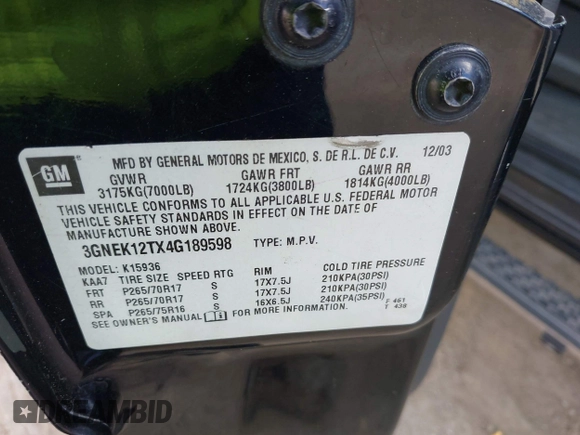 GM
MFD BY GENERAL MOTORS DE MEXICO, S. DE R.L. DE C.V. 12/03
GVWR GAWR FRT GAWR RR
3175KG(7000LB) 1724KG(3800LB) 1814KG(4000LB)
THIS VEHICLE CONFORMS TO ALL APPLICABLE U.S. FEDERAL MOTOR
VEHICLE SAFETY STANDARDS IN EFFECT ON THE DATE OF
MANUFACTURE SHOWN ABOVE.
3GNEK12TX4G189598 TYPE: M.P.V.
MODEL: K15936
KAA7 TIRE SIZE SPEED RTG RIM COLD TIRE PRESSURE
FRT P265/70R17 S 17X7.5J 210KPA(30PSI)
RR P265/70R17 S 17X7.5J 210KPA(30PSI)
SPA P265/75R16 S 16X6.5J 240KPA(35PSI)
SEE OWNER'S MANUAL FOR MORE INFORMATION.
F 461
T 438
DREAMBID